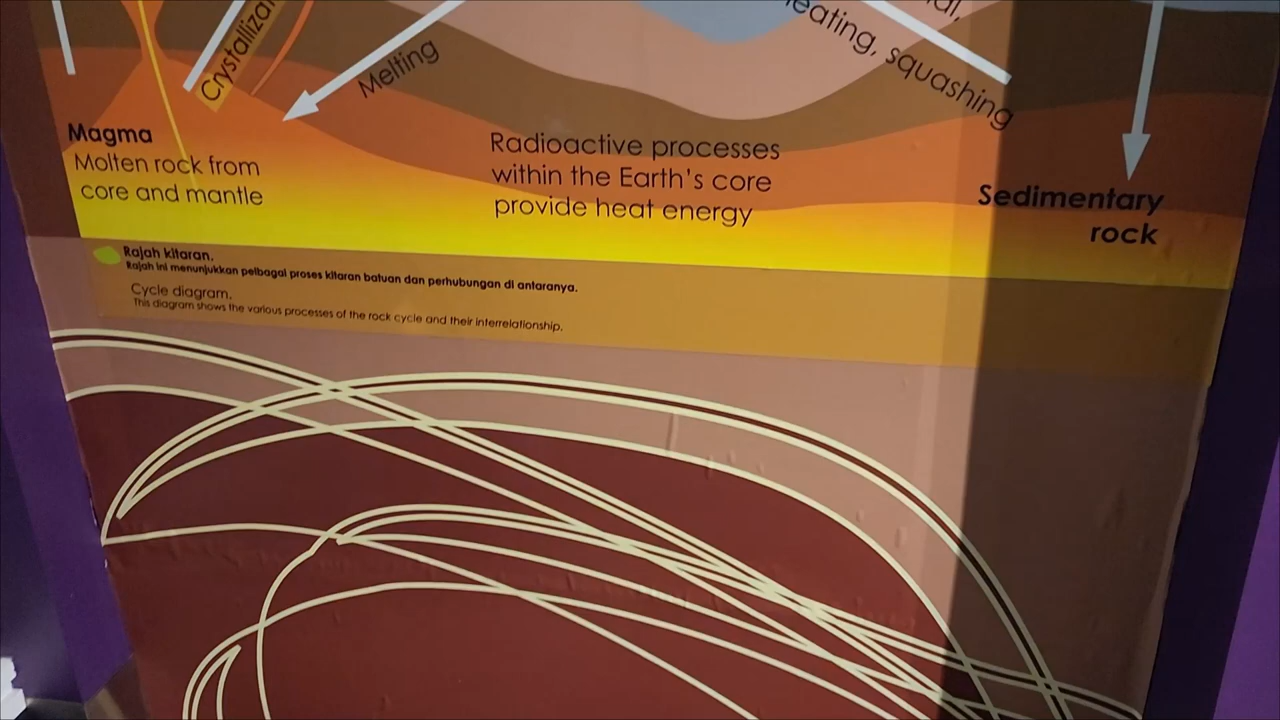 Crystalliza
Melting
eating, squashing
Magma
Molten rock from
core and mantle
Radioactive processes
within the Earth's core
provide heat energy
Sedimentary
rock
Rajah kitaran.
Rajah ini menunjukkan pelbagai proses kitaran batuan dan perhubungan di antaranya.
Cycle diagram.
This diagram shows the various processes of the rock cycle and their interrelationship.